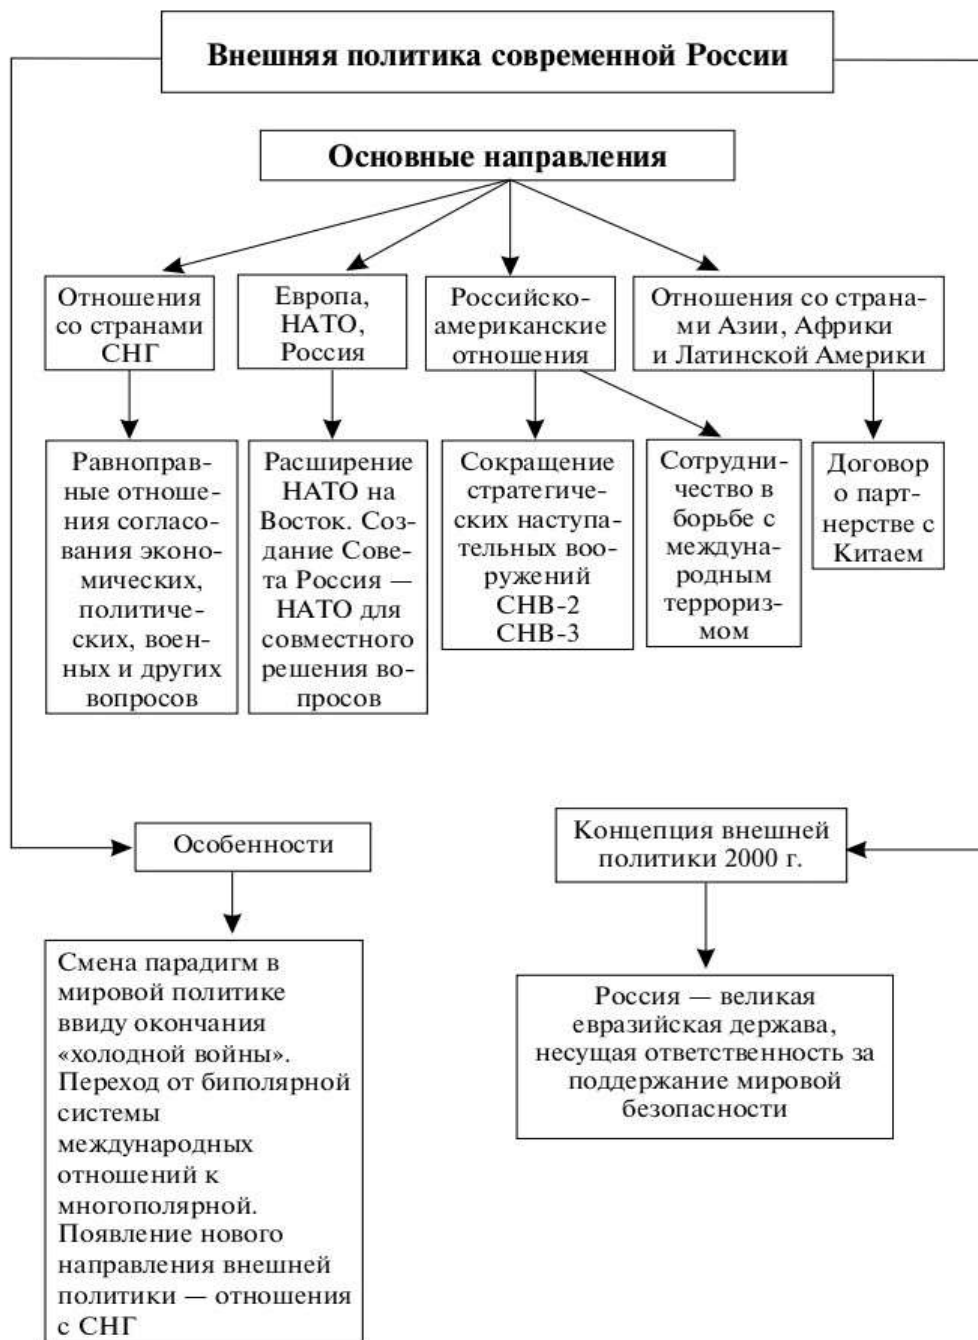 Внешняя политика современной России
Основные направления
Отношения
со странами
СНГ
Европа,
НАТО,
Россия
Российско-
американские
отношения
Отношения со страна-
ми Азии, Африки
и Латинской Америки
Равноправ-
ные отноше-
ния согласо-
вания эконо-
мических,
политиче-
ских, воен-
ных и других
вопросов
Расширение
НАТО на
Восток. Соз-
дание Сове-
та Россия —
НАТО для
совместного
решения во-
просов
Сокращение
стратегиче-
ских наступа-
тельных воо-
ружений
СНВ-2
СНВ-3
Сотрудни-
чество в
борьбе с
междуна-
родным
террориз-
мом
Договор
о парт-
нерстве с
Китаем
Особенности
Концепция внешней
политики 2000 г.
Смена парадигм в
мировой политике
ввиду окончания
«холодной войны».
Переход от биполярной
системы
международных
отношений к
многополярной.
Появление нового
направления внешней
политики — отношения
с СНГ
Россия — великая
евразийская держава,
несущая ответственность за
поддержание мировой
безопасности